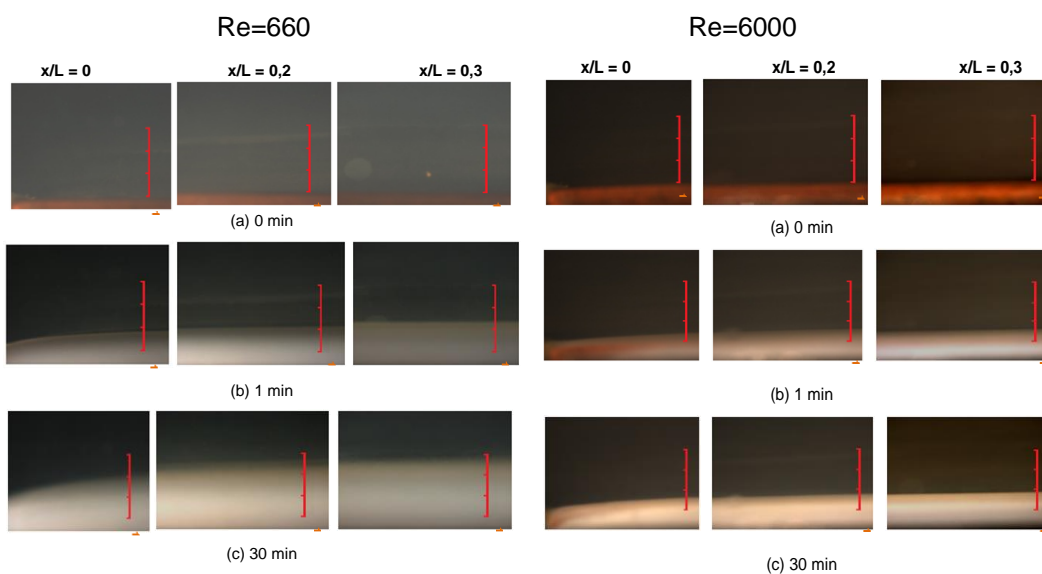 Re=660
x/L = 0 x/L = 0,2 x/L = 0,3
(a) 0 min
(b) 1 min
(c) 30 min
Re=6000
x/L = 0 x/L = 0,2 x/L = 0,3
(a) 0 min
(b) 1 min
(c) 30 min